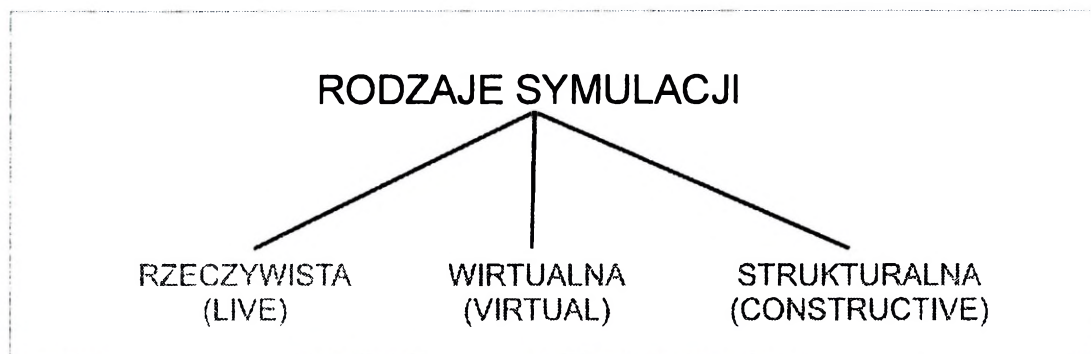 RODZAJE SYMULACJI
RZECZYWISTA WIRTUALNA STRUKTURALNA
(LIVE) (VIRTUAL) (CONSTRUCTIVE)